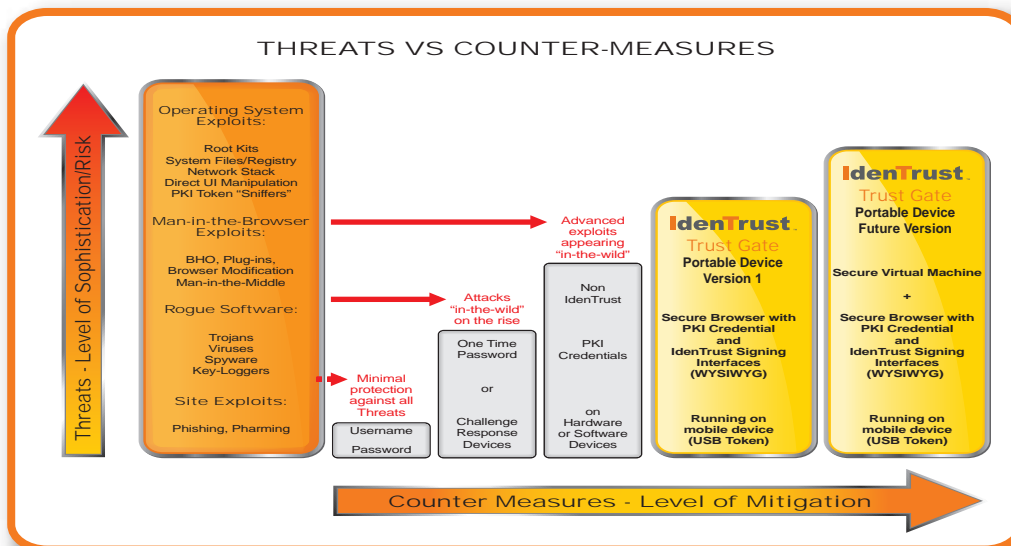 THREATS VS COUNTER-MEASURES
Threats - Level of Sophistication/Risk
Operating System
Exploits:
Root Kits
System Files/Registry
Network Stack
Direct UI Manipulation
PKI Token “Sniffers”
Man-in-the-Browser
Exploits:
BHO, Plug-ins,
Browser Modification
Man-in-the-Middle
Rogue Software:
Trojans
Viruses
Spyware
Key-Loggers
Site Exploits:
Phishing, Pharming
Minimal
protection
against all
Threats
Username
Password
Attacks
“in-the-wild”
on the rise
One Time
Password
or
Challenge
Response
Devices
Advanced
exploits
appearing
“in-the-wild”
Non
IdenTrust
PKI
Credentials
on
Hardware
or Software
Devices
IdenTrust™
Trust Gate
Portable Device
Version 1
Secure Browser with
PKI Credential
and
IdenTrust Signing
Interfaces
(WYSIWYG)
Running on
mobile device
(USB Token)
IdenTrust™
Trust Gate
Portable Device
Future Version
Secure Virtual Machine
+
Secure Browser with
PKI Credential
and
IdenTrust Signing
Interfaces
(WYSIWYG)
Running on
mobile device
(USB Token)
Counter Measures - Level of Mitigation